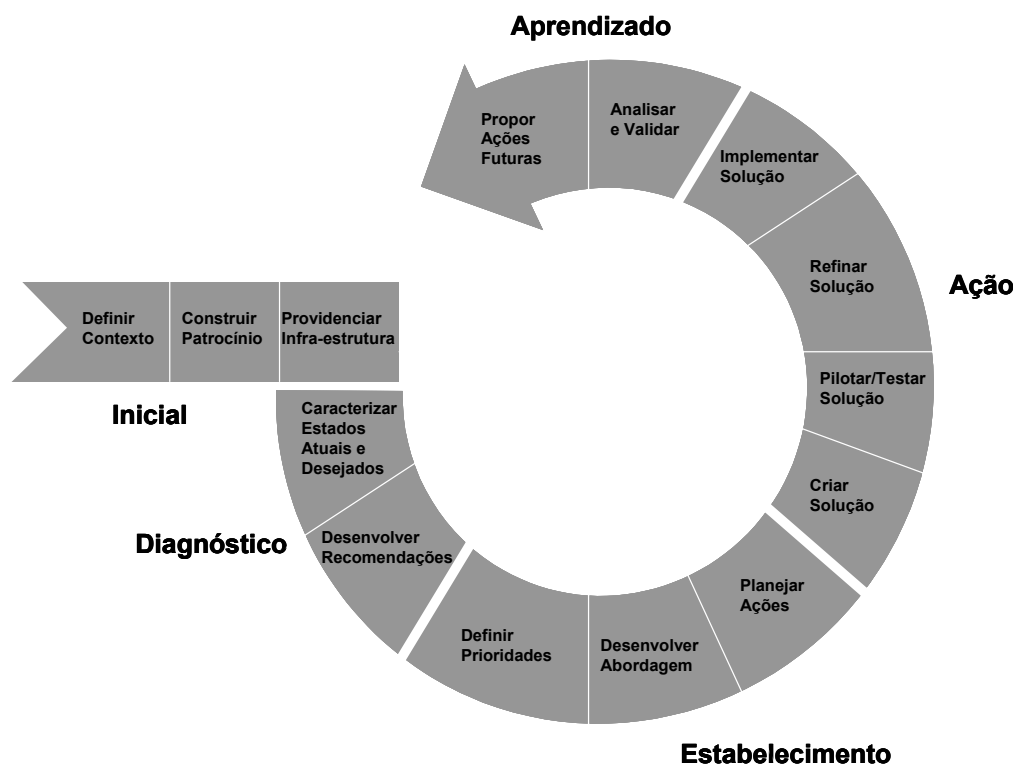 Aprendizado
Propor
Ações
Futuras
Analisar
e Validar
Implementar
Solução
Refinar
Solução
Ação
Pilotar/Testar
Solução
Criar
Solução
Definir
Contexto
Construir
Patrocínio
Providenciar
Infra-estrutura
Inicial
Caracterizar
Estados
Atuais e
Desejados
Diagnóstico
Desenvolver
Recomendações
Definir
Prioridades
Desenvolver
Abordagem
Planejar
Ações
Estabelecimento